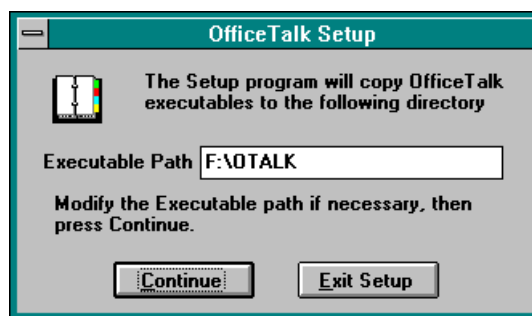 OfficeTalk Setup
The Setup program will copy OfficeTalk
executables to the following directory
Executable Path F:\OTALK
Modify the Executable path if necessary, then
press Continue.
Continue Exit Setup